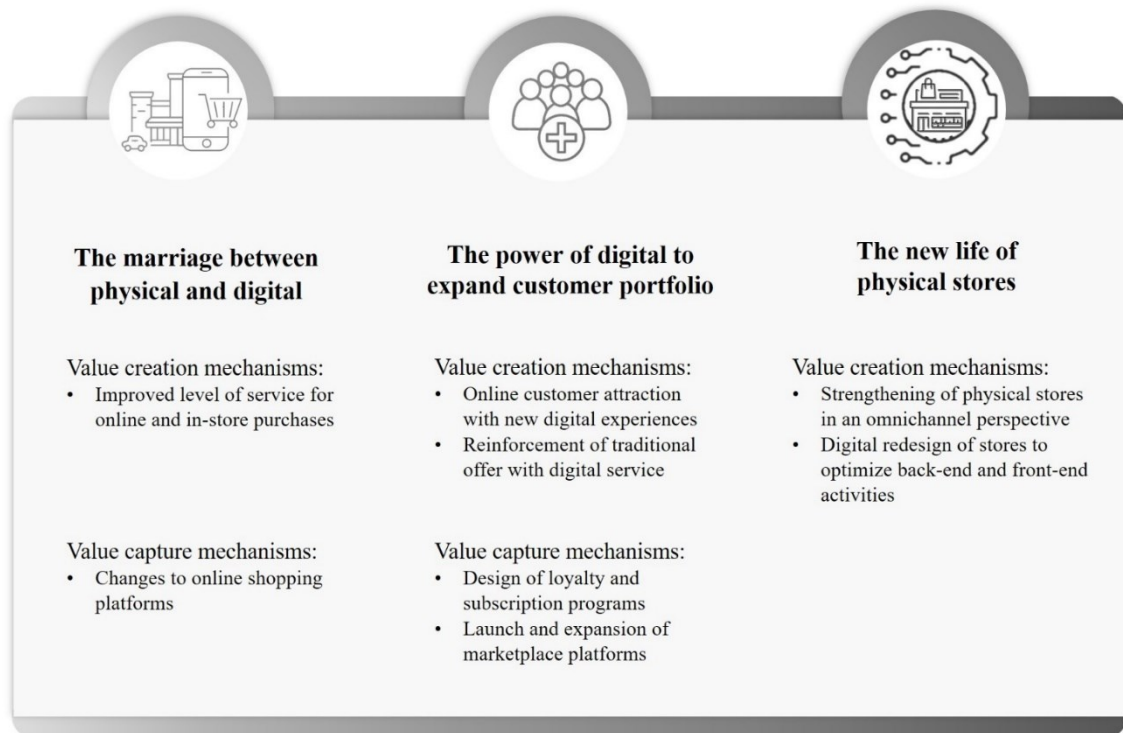 The marriage between
physical and digital
Value creation mechanisms:
• Improved level of service for
online and in-store purchases
Value capture mechanisms:
• Changes to online shopping
platforms
The power of digital to
expand customer portfolio
Value creation mechanisms:
• Online customer attraction
with new digital experiences
• Reinforcement of traditional
offer with digital service
Value capture mechanisms:
• Design of loyalty and
subscription programs
• Launch and expansion of
marketplace platforms
The new life of
physical stores
Value creation mechanisms:
• Strengthening of physical stores
in an omnichannel perspective
• Digital redesign of stores to
optimize back-end and front-end
activities